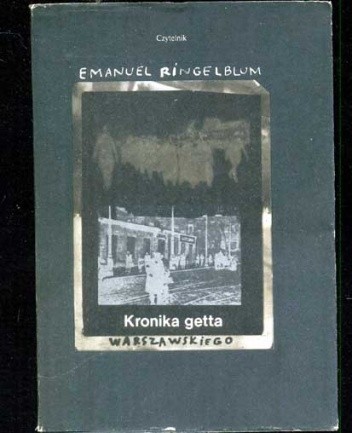 Czytelnik
EMANUEL RINGELBLUM
Kronika getta
WARSZAWSKIEGO